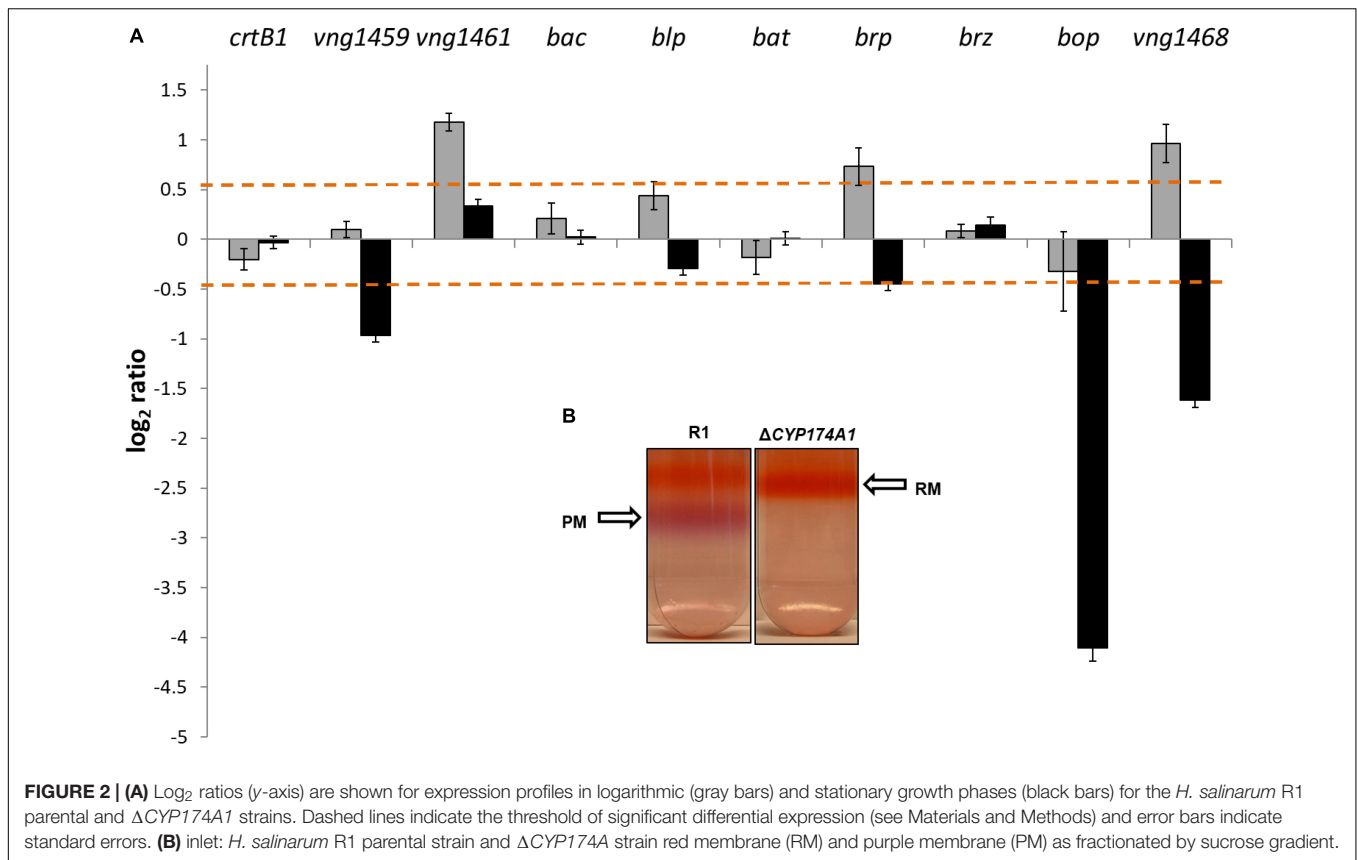 A
crtB1 vng1459 vng1461 bac blp bat brp brz bop vng1468
1.5
1
0.5
0
-0.5
-1
-1.5
-2
-2.5
-3
-3.5
-4
-4.5
-5
log₂ ratio
B
R1 ΔCYP174A1
PM
RM
FIGURE 2 | (A) Log₂ ratios (y-axis) are shown for expression profiles in logarithmic (gray bars) and stationary growth phases (black bars) for the H. salinarum R1
parental and ΔCYP174A1 strains. Dashed lines indicate the threshold of significant differential expression (see Materials and Methods) and error bars indicate
standard errors. (B) inlet: H. salinarum R1 parental strain and ΔCYP174A strain red membrane (RM) and purple membrane (PM) as fractionated by sucrose gradient.